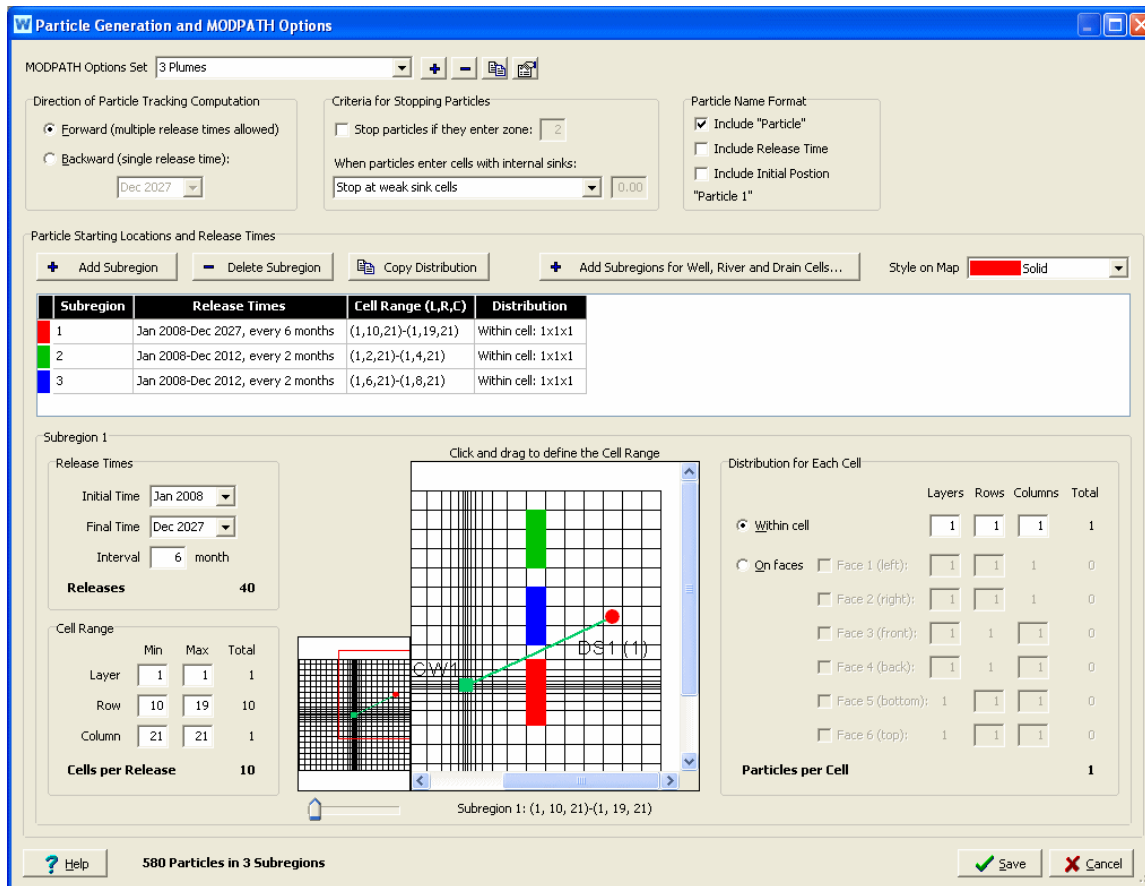 Particle Generation and MODPATH Options
MODPATH Options Set 3 Plumes
Direction of Particle Tracking Computation
Forward (multiple release times allowed)
Backward (single release time):
Dec 2027
Criteria for Stopping Particles
Stop particles if they enter zone: 2
When particles enter cells with internal sinks:
Stop at weak sink cells 0.00
Particle Name Format
Include "Particle"
Include Release Time
Include Initial Postion
"Particle 1"
Particle Starting Locations and Release Times
Add Subregion Delete Subregion Copy Distribution Add Subregions for Well, River and Drain Cells... Style on Map Solid
Subregion Release Times Cell Range (L,R,C) Distribution
1 Jan 2008-Dec 2027, every 6 months (1,10,21)-(1,19,21) Within cell: 1x1x1
2 Jan 2008-Dec 2012, every 2 months (1,2,21)-(1,4,21) Within cell: 1x1x1
3 Jan 2008-Dec 2012, every 2 months (1,6,21)-(1,8,21) Within cell: 1x1x1
Subregion 1
Release Times
Initial Time Jan 2008
Final Time Dec 2027
Interval 6 month
Releases 40
Cell Range
Min Max Total
Layer 1 1 1
Row 10 19 10
Column 21 21 1
Cells per Release 10
Click and drag to define the Cell Range
DS1 (1)
CW1
Subregion 1: (1, 10, 21)-(1, 19, 21)
Distribution for Each Cell
Layers Rows Columns Total
Within cell 1 1 1 1
On faces Face 1 (left): 1 1 1 0
Face 2 (right): 1 1 1 0
Face 3 (front): 1 1 1 0
Face 4 (back): 1 1 1 0
Face 5 (bottom): 1 1 1 0
Face 6 (top): 1 1 1 0
Particles per Cell 1
Help 580 Particles in 3 Subregions Save Cancel